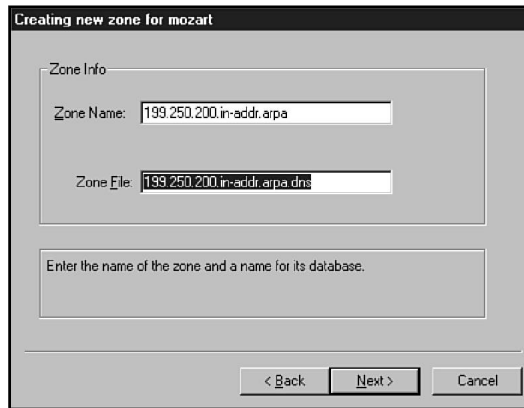 Creating new zone for mozart
Zone Info
Zone Name: 199.250.200.in-addr.arpa
Zone File: 199.250.200.in-addr.arpa.dns
Enter the name of the zone and a name for its database.
< Back Next > Cancel